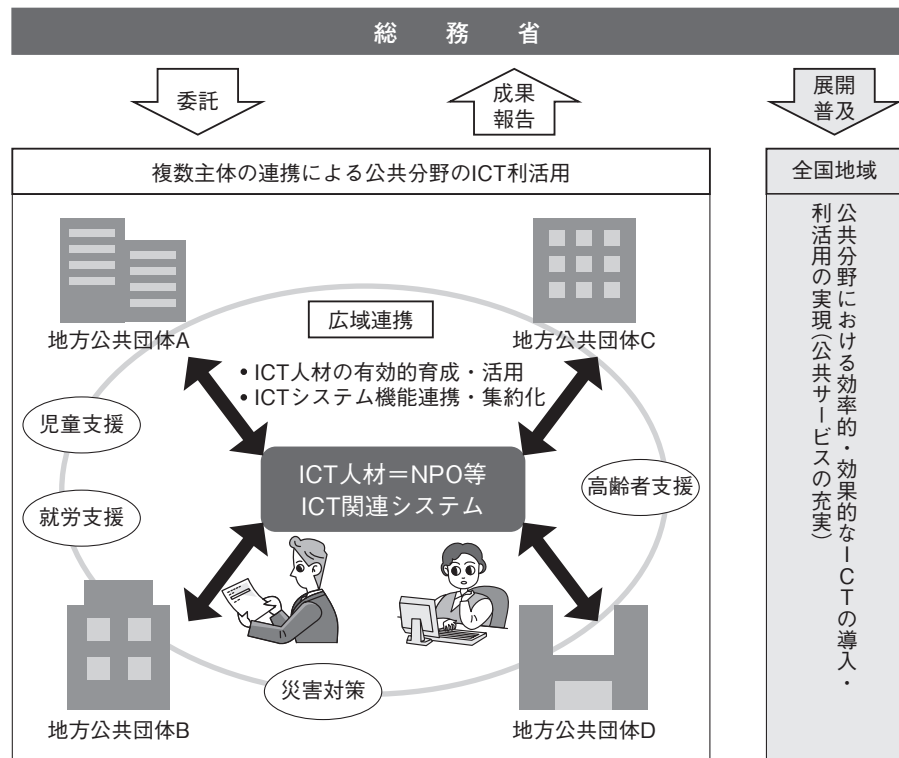 総務省
委託
成果
報告
展開
普及
複数主体の連携による公共分野のICT利活用
地方公共団体A
地方公共団体C
広域連携
• ICT人材の有効的育成・活用
• ICTシステム機能連携・集約化
児童支援
就労支援
ICT人材=NPO等
ICT関連システム
高齢者支援
災害対策
地方公共団体B
地方公共団体D
全国地域
公共分野における効率的・効果的なICTの導入・
利活用の実現(公共サービスの充実)